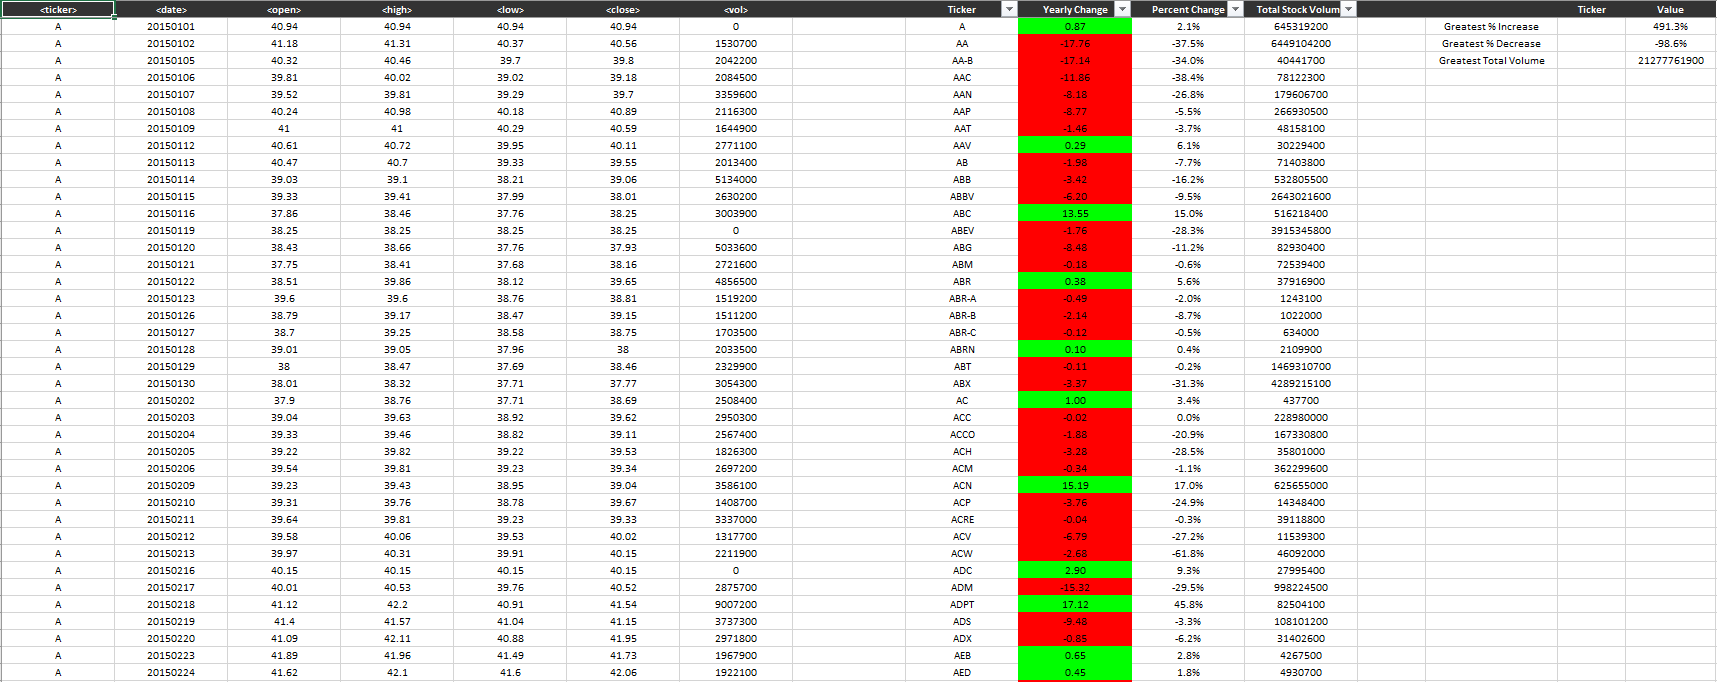 <ticker> <date> <open> <high> <low> <close> <vol> Ticker Yearly Change Percent Change Total Stock Volum Ticker Value
A 20150101 40.94 40.94 40.94 40.94 0 A 0.87 2.1% 645319200 Greatest % Increase 491.3%
A 20150102 41.18 41.31 40.37 40.56 1530700 AA -17.76 -37.5% 6449104200 Greatest % Decrease -98.6%
A 20150105 40.32 40.46 39.7 39.8 2042200 AA-B -17.14 -34.0% 40441700 Greatest Total Volume 21277761900
A 20150106 39.81 40.02 39.02 39.18 2084500 AAC -11.86 -38.4% 78122300
A 20150107 39.52 39.81 39.29 39.7 3359600 AAN -8.18 -26.8% 179606700
A 20150108 40.24 40.98 40.18 40.89 2116300 AAP -8.77 -5.5% 266930500
A 20150109 41 41 40.29 40.59 1644900 AAT -1.46 -3.7% 48158100
A 20150112 40.61 40.72 39.95 40.11 2771100 AAV 0.29 6.1% 30229400
A 20150113 40.47 40.7 39.33 39.55 2013400 AB -1.98 -7.7% 71403800
A 20150114 39.03 39.1 38.21 39.06 5134000 ABB -3.42 -16.2% 532805500
A 20150115 39.33 39.41 37.99 38.01 2630200 ABBV -6.20 -9.5% 2643021600
A 20150116 37.86 38.46 37.76 38.25 3003900 ABC 13.55 15.0% 516218400
A 20150119 38.25 38.25 38.25 38.25 0 ABEV -1.76 -28.3% 3915345800
A 20150120 38.43 38.66 37.76 37.93 5033600 ABG -8.48 -11.2% 82930400
A 20150121 37.75 38.41 37.68 38.16 2721600 ABM -0.18 -0.6% 72539400
A 20150122 38.51 39.86 38.12 39.65 4856500 ABR 0.38 5.6% 37916900
A 20150123 39.6 39.6 38.76 38.81 1519200 ABR-A -0.49 -2.0% 1243100
A 20150126 38.79 39.17 38.47 39.15 1511200 ABR-B -2.14 -8.7% 1022000
A 20150127 38.7 39.25 38.58 38.75 1703500 ABR-C -0.12 -0.5% 634000
A 20150128 39.01 39.05 37.96 38 2033500 ABRN 0.10 0.4% 2109900
A 20150129 38 38.47 37.69 38.46 2329900 ABT -0.11 -0.2% 1469310700
A 20150130 38.01 38.32 37.71 37.77 3054300 ABX -3.37 -31.3% 4289215100
A 20150202 37.9 38.76 37.71 38.69 2508400 AC 1.00 3.4% 437700
A 20150203 39.04 39.63 38.92 39.62 2950300 ACC -0.02 0.0% 228980000
A 20150204 39.33 39.46 38.82 39.11 2567400 ACCO -1.88 -20.9% 167330800
A 20150205 39.22 39.82 39.22 39.53 1826300 ACH -3.28 -28.5% 35801000
A 20150206 39.54 39.81 39.23 39.34 2697200 ACM -0.34 -1.1% 362299600
A 20150209 39.23 39.43 38.95 39.04 3586100 ACN 15.19 17.0% 625655000
A 20150210 39.31 39.76 38.78 39.67 1408700 ACP -3.76 -24.9% 14348400
A 20150211 39.64 39.81 39.23 39.33 3337000 ACRE -0.04 -0.3% 39118800
A 20150212 39.58 40.06 39.53 40.02 1317700 ACV -6.79 -27.2% 11539300
A 20150213 39.97 40.31 39.91 40.15 2211900 ACW -2.68 -61.8% 46092000
A 20150216 40.15 40.15 40.15 40.15 0 ADC 2.90 9.3% 27995400
A 20150217 40.01 40.53 39.76 40.52 2875700 ADM -15.32 -29.5% 998224500
A 20150218 41.12 42.2 40.91 41.54 9007200 ADPT 17.12 45.8% 82504100
A 20150219 41.4 41.57 41.04 41.15 3737300 ADS -9.48 -3.3% 108101200
A 20150220 41.09 42.11 40.88 41.95 2971800 ADX -0.85 -6.2% 31402600
A 20150223 41.89 41.96 41.49 41.73 1967900 AEB 0.65 2.8% 4267500
A 20150224 41.62 42.1 41.6 42.06 1922100 AED 0.45 1.8% 4930700